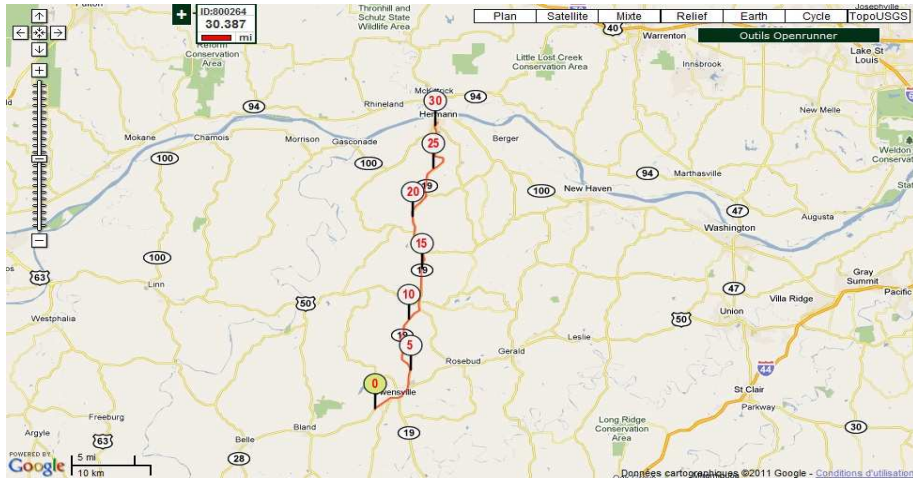 Fulton
Thronhill and
Schulz State
Wildlife Area
Josephville
ID:800264
30.387
mi
Plan Satellite Mixte Relief Earth Cycle TopoUSGS
Outils Openrunner
40
Warrenton
Reform
Conservation
Area
Little Lost Creek
Conservation Area
Innsbrook
Lake St
Louis
94
Rhineland
McKittrick
94
30
Hermann
New Melle
Mokane
Chamois
Morrison
Gasconade
Berger
25
100
100
Weldon
Conserv
94
Marthasville
19
20
100
New Haven
47
Augusta
Washington
15
19
100
63
Linn
50
10
47
Gray
Summit
Villa Ridge
Pacific
Union
50
Westphalia
19
5
Leslie
Gerald
Rosebud
44
0
wensville
St Clair
Parkway
Freeburg
Argyle
63
Belle
Bland
19
Long Ridge
Conservation
Area
30
28
POWERED BY
Google
5 mi
10 km
Données cartographiques ©2011 Google - Conditions d'utilisation